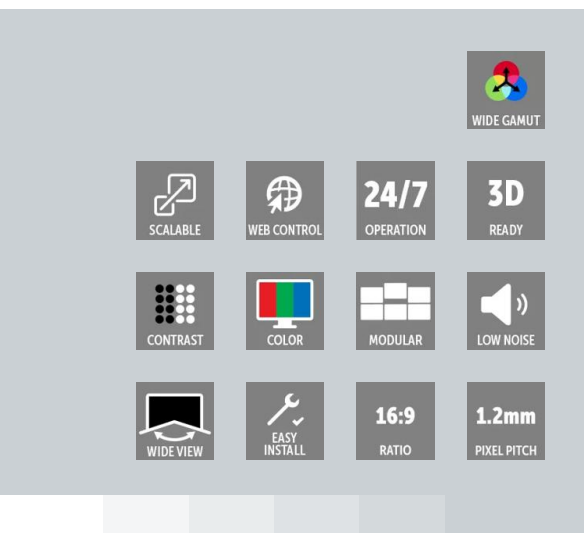 WIDE GAMUT
SCALABLE
WEB CONTROL
24/7
OPERATION
3D
READY
CONTRAST
COLOR
MODULAR
LOW NOISE
WIDE VIEW
EASY
INSTALL
16:9
RATIO
1.2mm
PIXEL PITCH